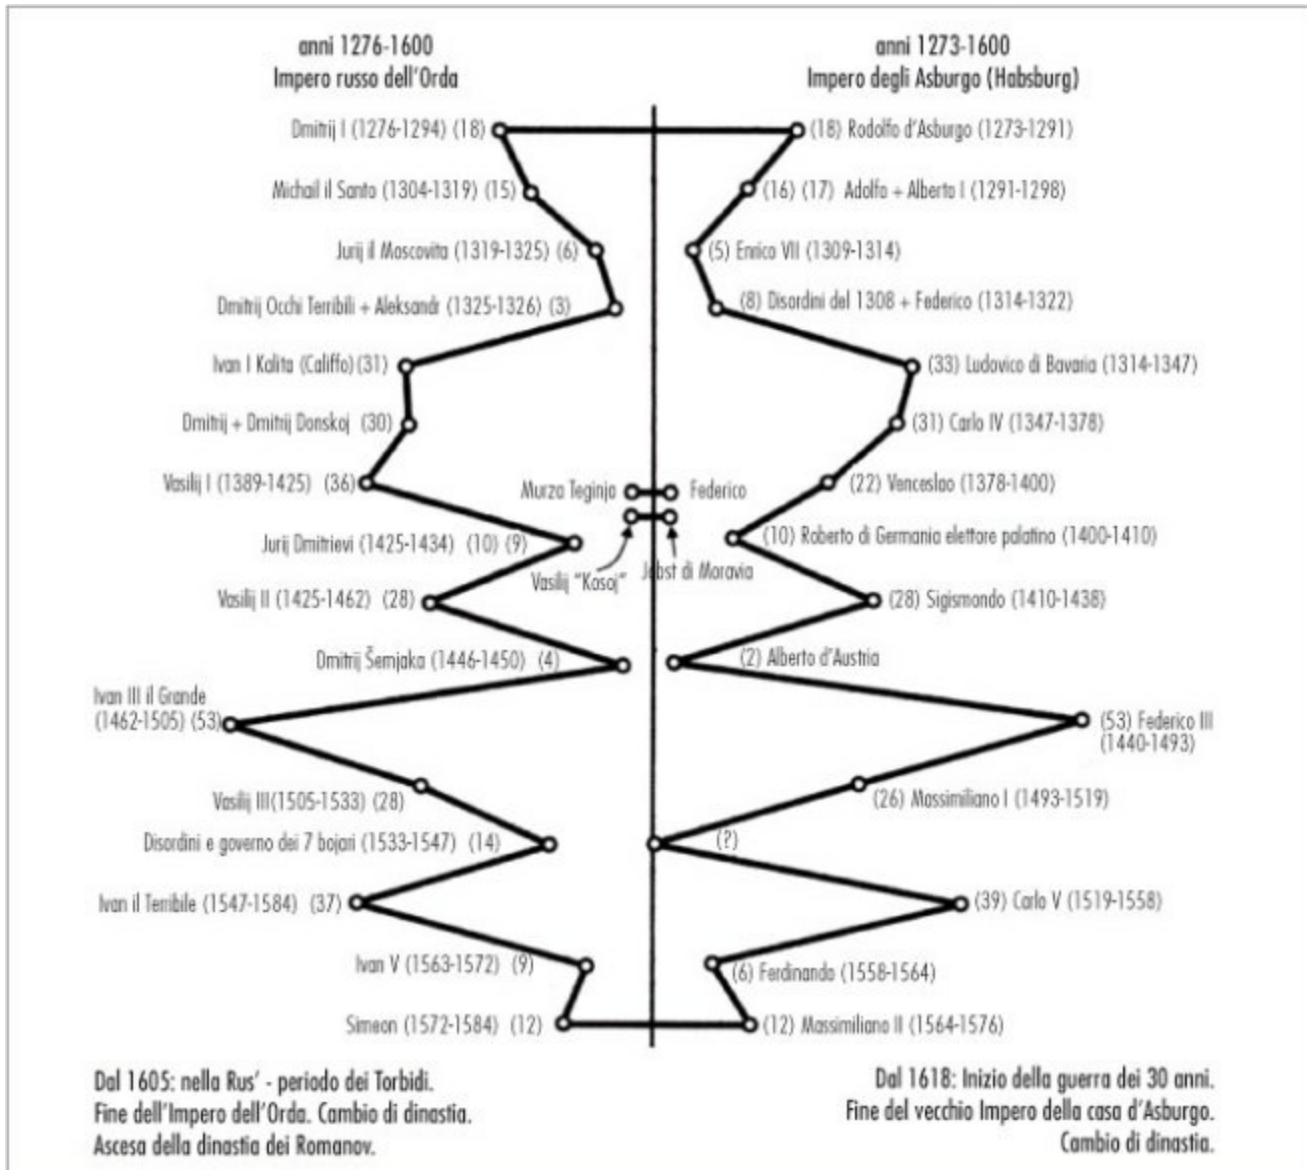 anni 1276-1600
Impero russo dell'Orda
anni 1273-1600
Impero degli Asburgo (Habsburg)
Dmitrij I (1276-1294) (18)
(18) Rodolfo d'Asburgo (1273-1291)
Michail il Santo (1304-1319) (15)
(16) (17) Adolfo + Alberto I (1291-1298)
Jurij il Moscovita (1319-1325) (6)
(5) Enrico VII (1309-1314)
Dmitrij Occhi Terribili + Aleksandr (1325-1326) (3)
(8) Disordini del 1308 + Federico (1314-1322)
Ivan I Kalita (Califfo) (31)
(33) Ludovico di Bavaria (1314-1347)
Dmitrij + Dmitrij Donskoj (30)
(31) Carlo IV (1347-1378)
Vasilij I (1389-1425) (36)
Murza Teginja
Federico
(22) Venceslao (1378-1400)
Jurij Dmitrievi (1425-1434) (10) (9)
(10) Roberto di Germania elettore palatino (1400-1410)
Vasilij "Kosoj"
Jobst di Moravia
Vasilij II (1425-1462) (28)
(28) Sigismondo (1410-1438)
Dmitrij Šemjaka (1446-1450) (4)
(2) Alberto d'Austria
Ivan III il Grande
(1462-1505) (53)
(53) Federico III
(1440-1493)
Vasilij III(1505-1533) (28)
(26) Massimiliano I (1493-1519)
Disordini e governo dei 7 bojari (1533-1547) (14)
(?)
Ivan il Terribile (1547-1584) (37)
(39) Carlo V (1519-1558)
Ivan V (1563-1572) (9)
(6) Ferdinando (1558-1564)
Simeon (1572-1584) (12)
(12) Massimiliano II (1564-1576)
Dal 1605: nella Rus' - periodo dei Torbidi.
Fine dell'Impero dell'Orda. Cambio di dinastia.
Ascesa della dinastia dei Romanov.
Dal 1618: Inizio della guerra dei 30 anni.
Fine del vecchio Impero della casa d'Asburgo.
Cambio di dinastia.